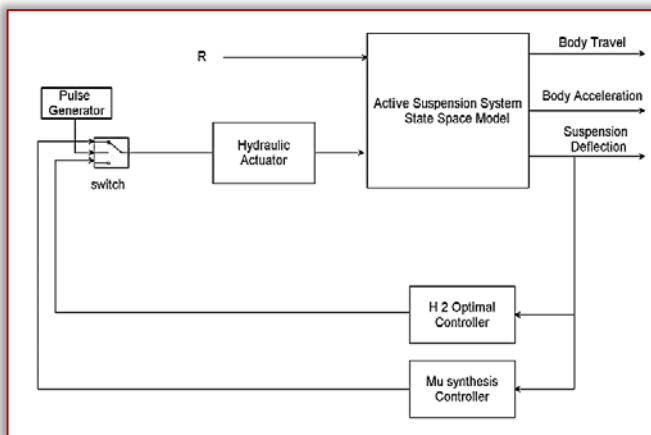 R
Pulse
Generator
switch
Hydraulic
Actuator
Active Suspension System
State Space Model
Body Travel
Body Acceleration
Suspension
Deflection
H 2 Optimal
Controller
Mu synthesis
Controller